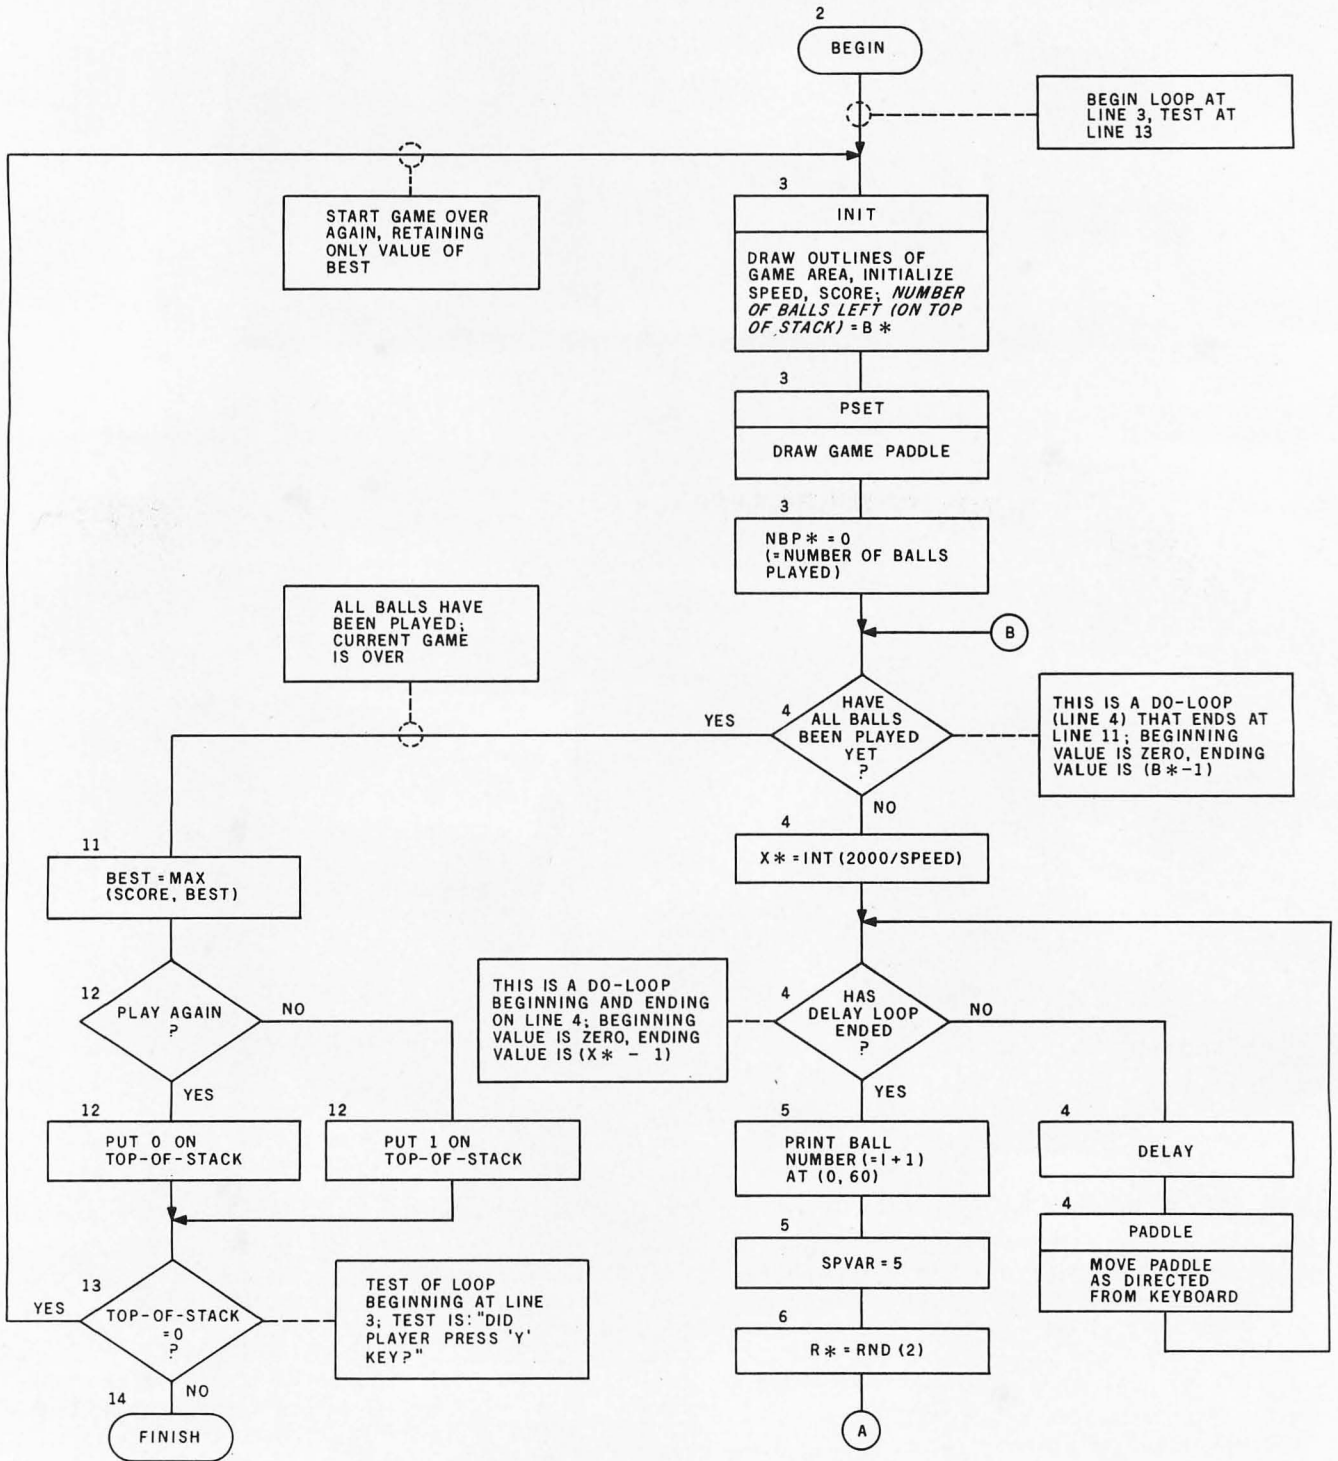 2
BEGIN
BEGIN LOOP AT
LINE 3, TEST AT
LINE 13
START GAME OVER
AGAIN, RETAINING
ONLY VALUE OF
BEST
3
INIT
DRAW OUTLINES OF
GAME AREA, INITIALIZE
SPEED, SCORE; NUMBER
OF BALLS LEFT (ON TOP
OF STACK) = B*
3
PSET
DRAW GAME PADDLE
3
NBP* = 0
(=NUMBER OF BALLS
PLAYED)
B
ALL BALLS HAVE
BEEN PLAYED;
CURRENT GAME
IS OVER
4
HAVE
ALL BALLS
BEEN PLAYED
YET
?
YES
NO
THIS IS A DO-LOOP
(LINE 4) THAT ENDS AT
LINE 11; BEGINNING
VALUE IS ZERO, ENDING
VALUE IS (B*-1)
4
X* = INT (2000/SPEED)
11
BEST = MAX
(SCORE, BEST)
12
PLAY AGAIN
?
NO
YES
THIS IS A DO-LOOP
BEGINNING AND ENDING
ON LINE 4; BEGINNING
VALUE IS ZERO, ENDING
VALUE IS (X* - 1)
4
HAS
DELAY LOOP
ENDED
?
NO
YES
12
PUT 0 ON
TOP-OF-STACK
12
PUT 1 ON
TOP-OF-STACK
5
PRINT BALL
NUMBER (=I+1)
AT (0,60)
4
DELAY
4
PADDLE
MOVE PADDLE
AS DIRECTED
FROM KEYBOARD
5
SPVAR = 5
13
TOP-OF-STACK
=0
?
YES
NO
TEST OF LOOP
BEGINNING AT LINE
3; TEST IS: "DID
PLAYER PRESS 'Y'
KEY?"
6
R* = RND (2)
14
FINISH
A